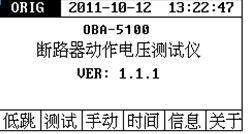 ORIG 2011-10-12 13:22:47
OBA-5100
断路器动作电压测试仪
VER: 1.1.1
低跳 测试 手动 时间 信息 关于